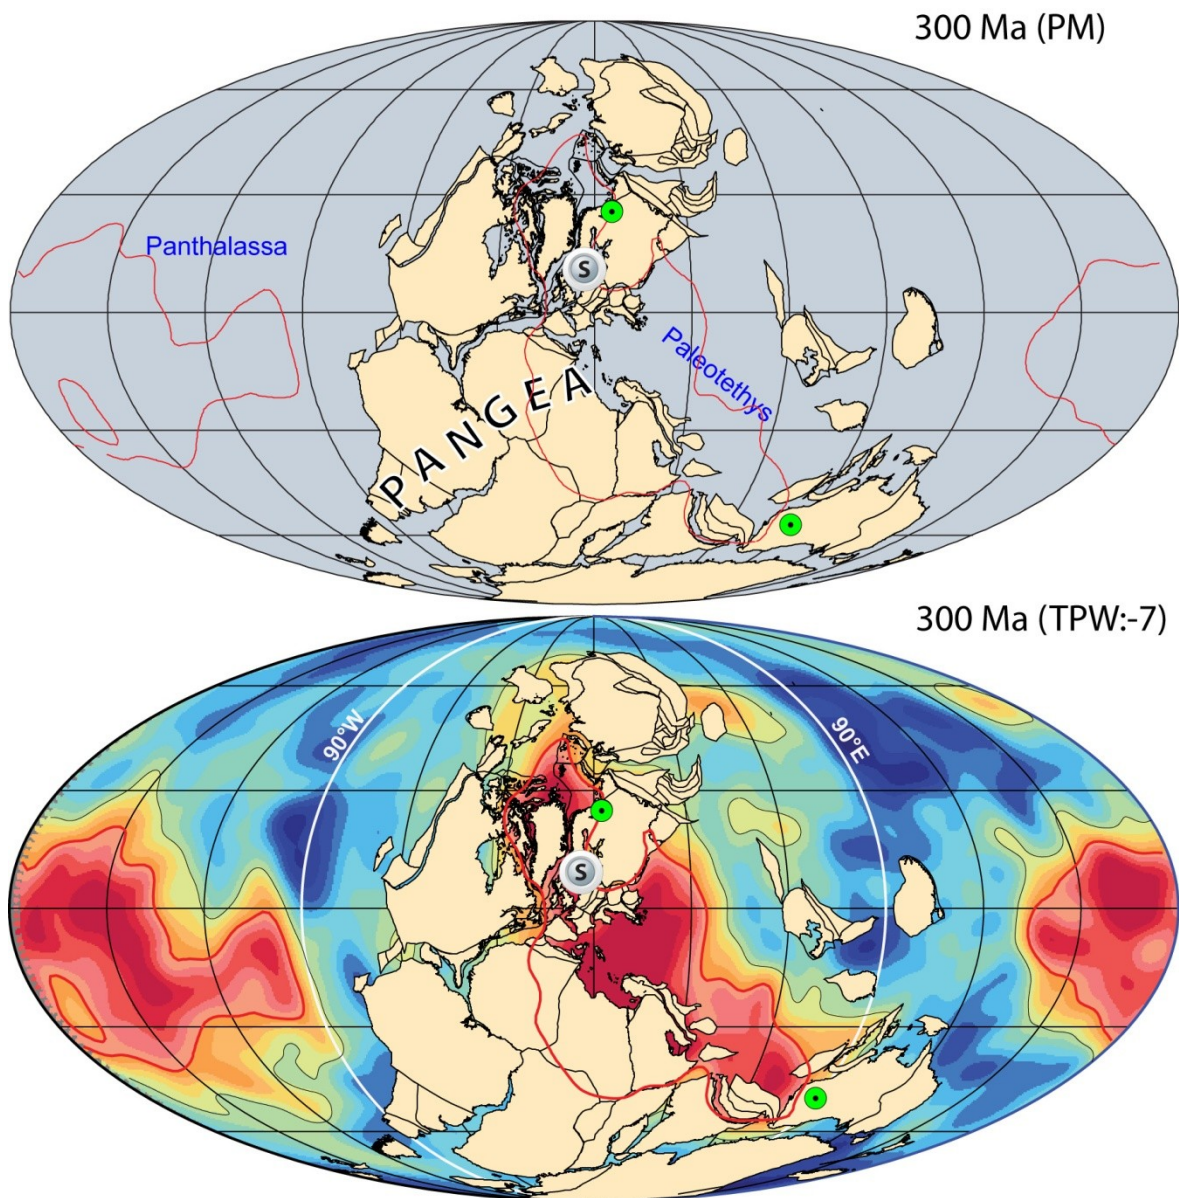 300 Ma (PM)
Panthalassa
S
Paleotethys
PANGEA
300 Ma (TPW:-7)
90°W
90°E
S